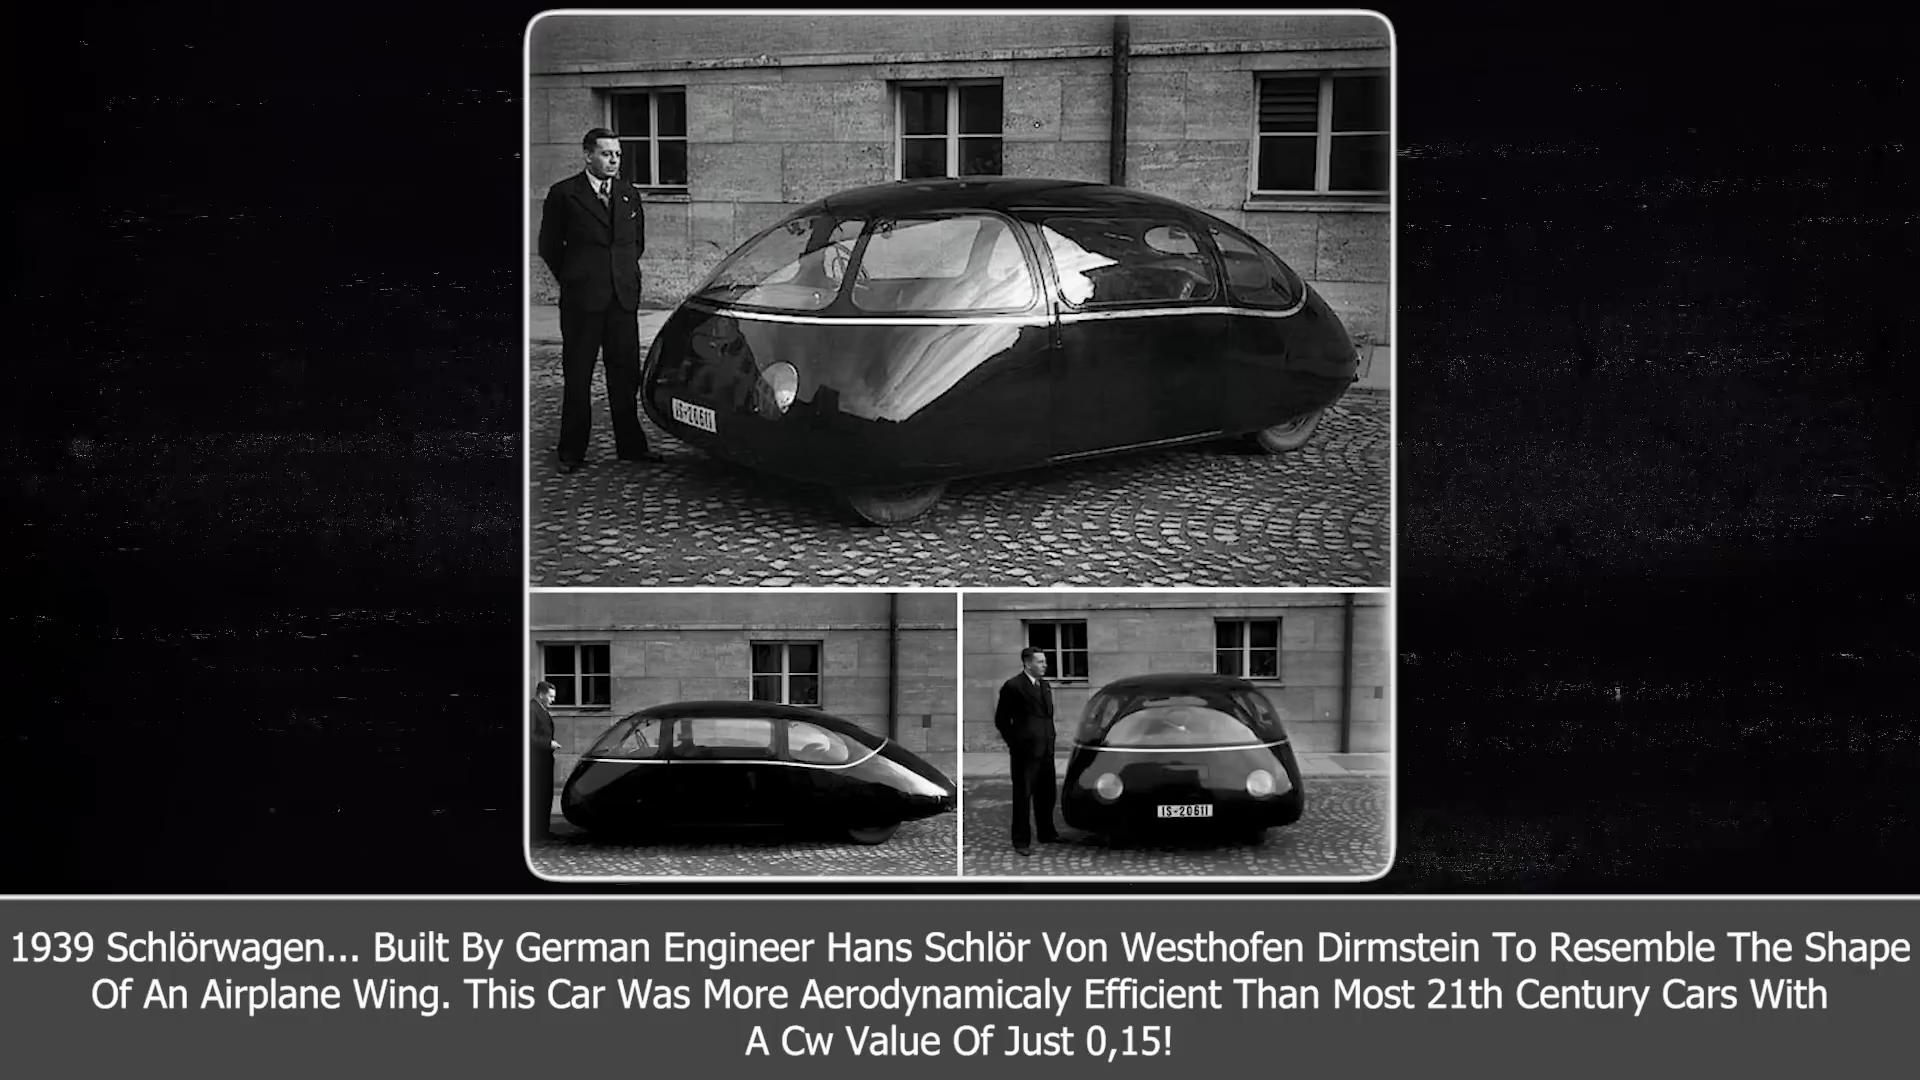 IS-20611
IS-20611
1939 Schlörwagen... Built By German Engineer Hans Schlör Von Westhofen Dirmstein To Resemble The Shape
Of An Airplane Wing. This Car Was More Aerodynamicaly Efficient Than Most 21th Century Cars With
A Cw Value Of Just 0,15!